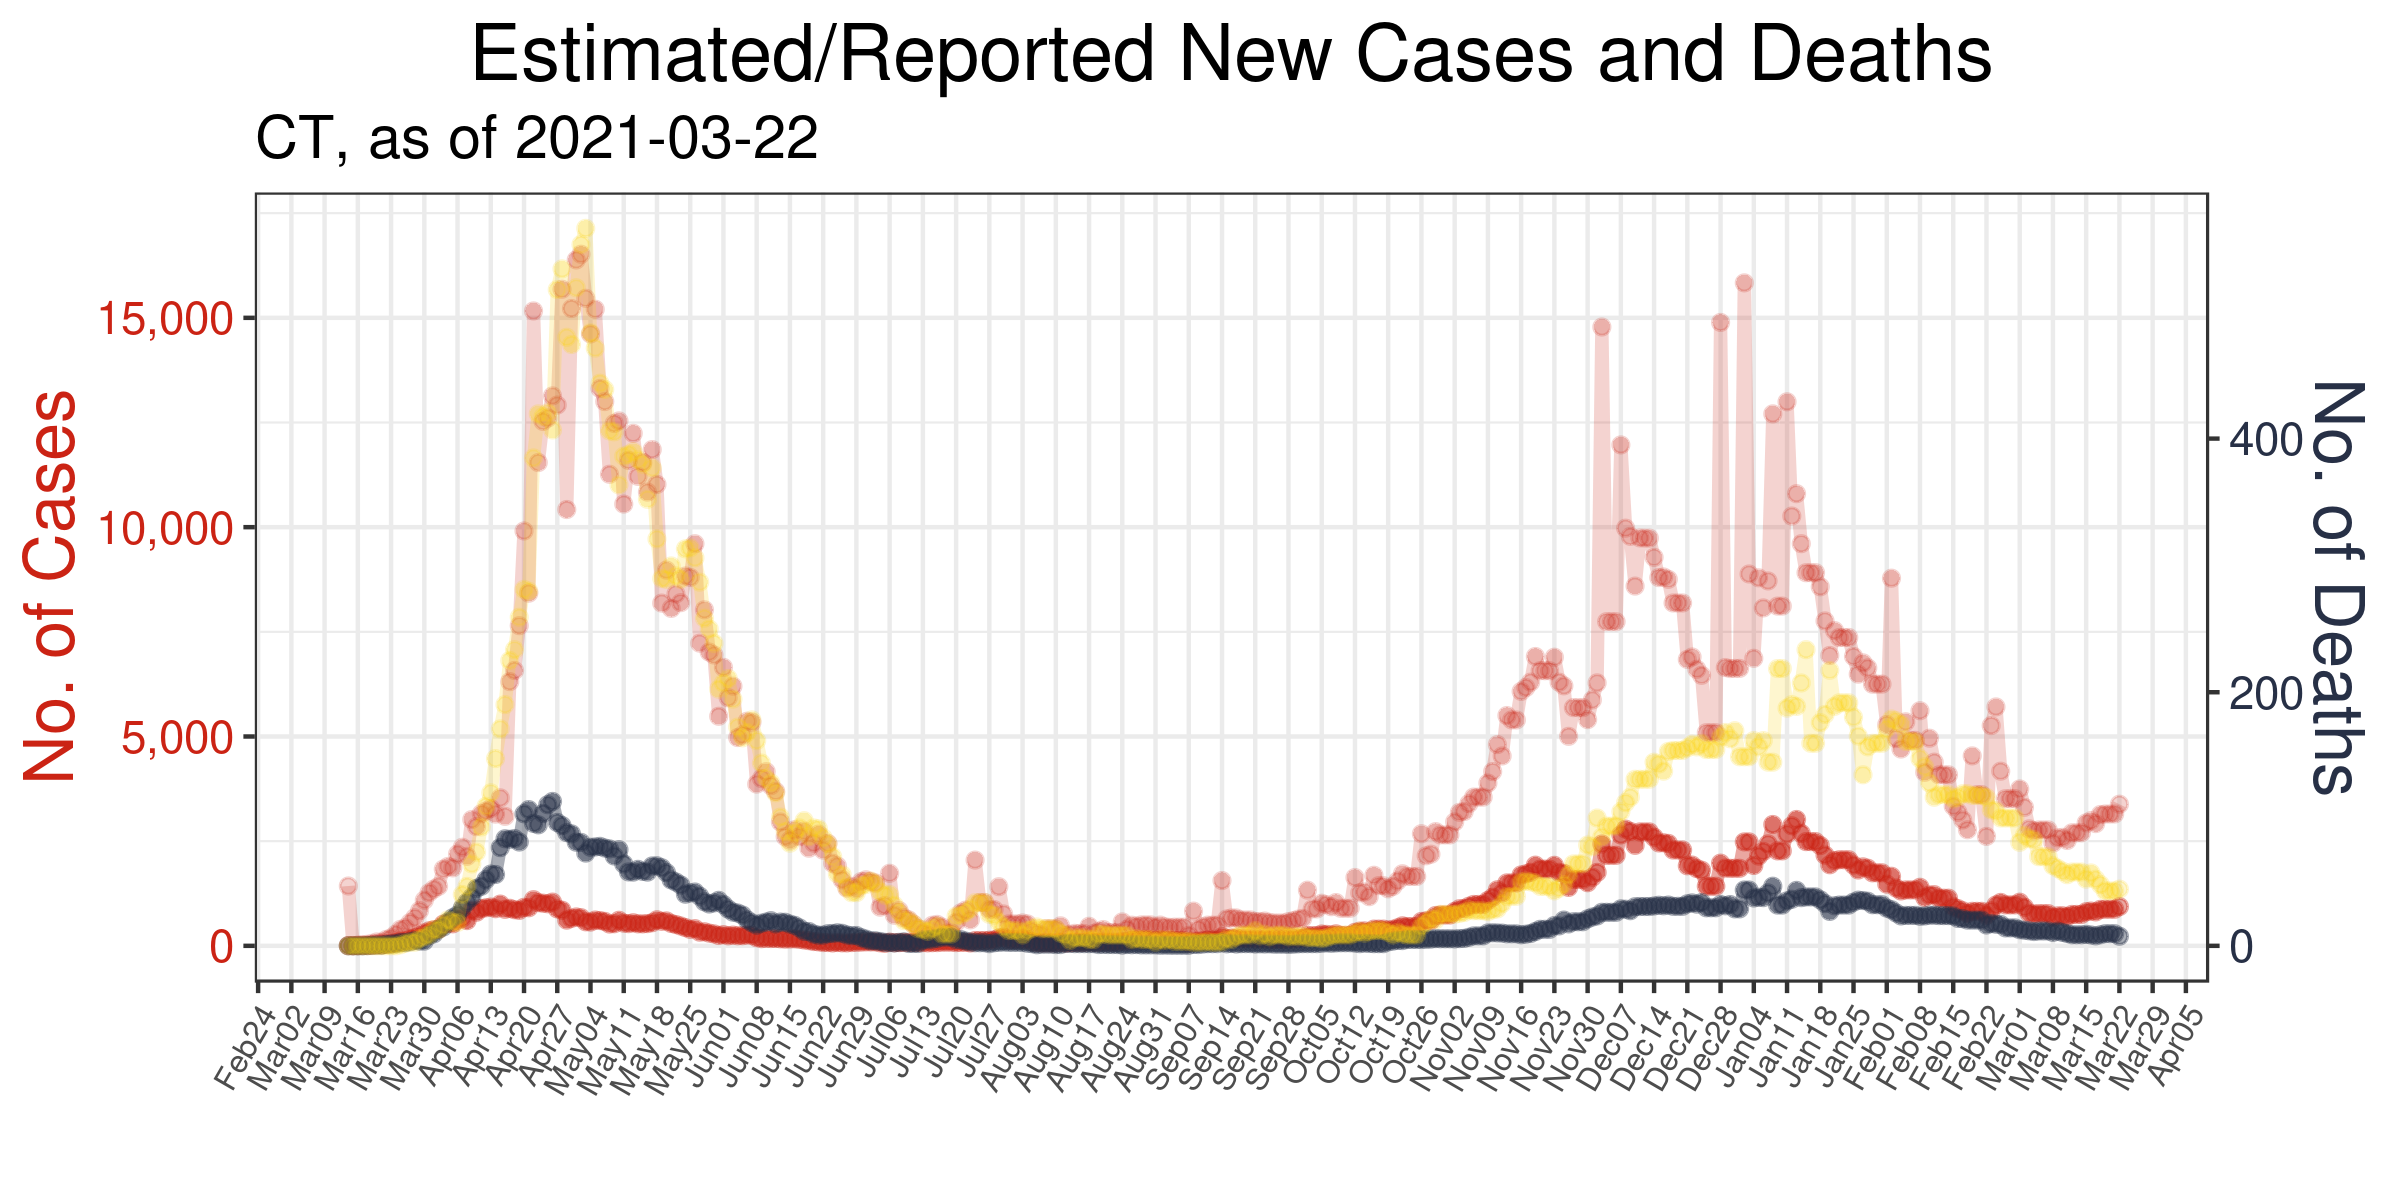 Estimated/Reported New Cases and Deaths
CT, as of 2021-03-22
No. of Cases
15,000
10,000
5,000
0
No. of Deaths
400
200
0
Feb24
Mar02
Mar09
Mar16
Mar23
Mar30
Apr06
Apr13
Apr20
Apr27
May04
May11
May18
May25
Jun01
Jun08
Jun15
Jun22
Jun29
Jul06
Jul13
Jul20
Jul27
Aug03
Aug10
Aug17
Aug24
Aug31
Sep07
Sep14
Sep21
Sep28
Oct05
Oct12
Oct19
Oct26
Nov02
Nov09
Nov16
Nov23
Nov30
Dec07
Dec14
Dec21
Dec28
Jan04
Jan11
Jan18
Jan25
Feb01
Feb08
Feb15
Feb22
Mar01
Mar08
Mar15
Mar22
Mar29
Apr05